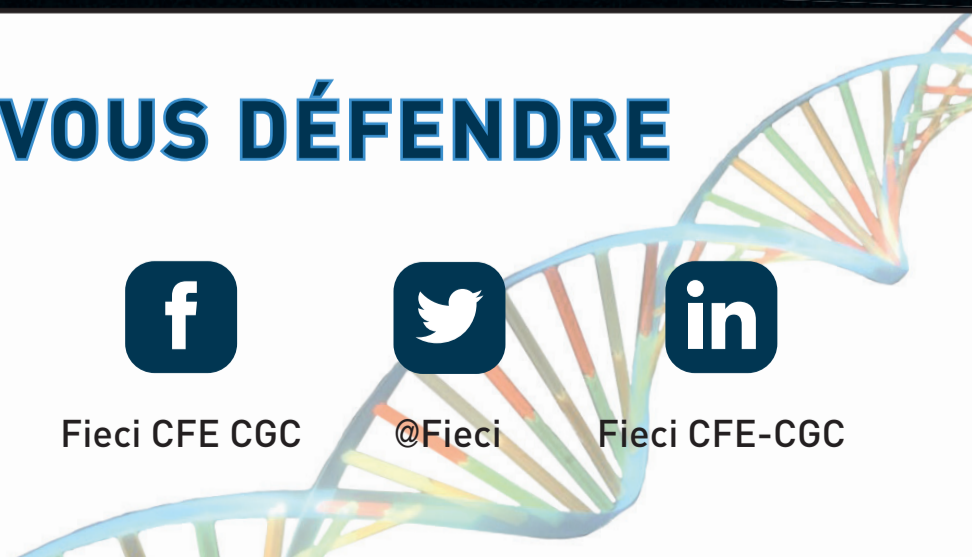 VOUS DÉFENDRE
Fieci CFE CGC
@Fieci
Fieci CFE-CGC